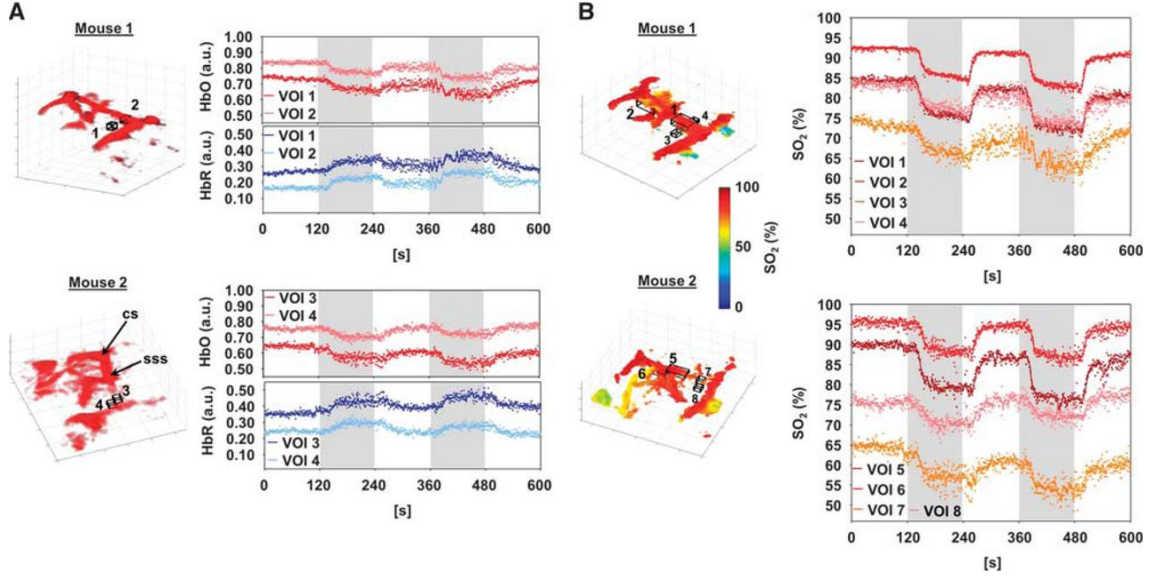 A
Mouse 1
1
2
HbO (a.u.)
1.00
0.90
0.80
0.70
0.60
0.50
VOI 1
VOI 2
HbR (a.u.)
0.50
0.40
0.30
0.20
0.10
VOI 1
VOI 2
0 120 240 360 480 600
[s]
Mouse 2
cs
sss
3
4
HbO (a.u.)
1.00
0.90
0.80
0.70
0.60
0.50
VOI 3
VOI 4
HbR (a.u.)
0.50
0.40
0.30
0.20
0.10
VOI 3
VOI 4
0 120 240 360 480 600
[s]
B
Mouse 1
1
2
3
4
100
50
0
SO2 (%)
SO2 (%)
100
95
90
85
80
75
70
65
60
55
50
VOI 1
VOI 2
VOI 3
VOI 4
0 120 240 360 480 600
[s]
Mouse 2
5
6
7
8
SO2 (%)
100
95
90
85
80
75
70
65
60
55
50
VOI 5
VOI 6
VOI 7 VOI 8
0 120 240 360 480 600
[s]